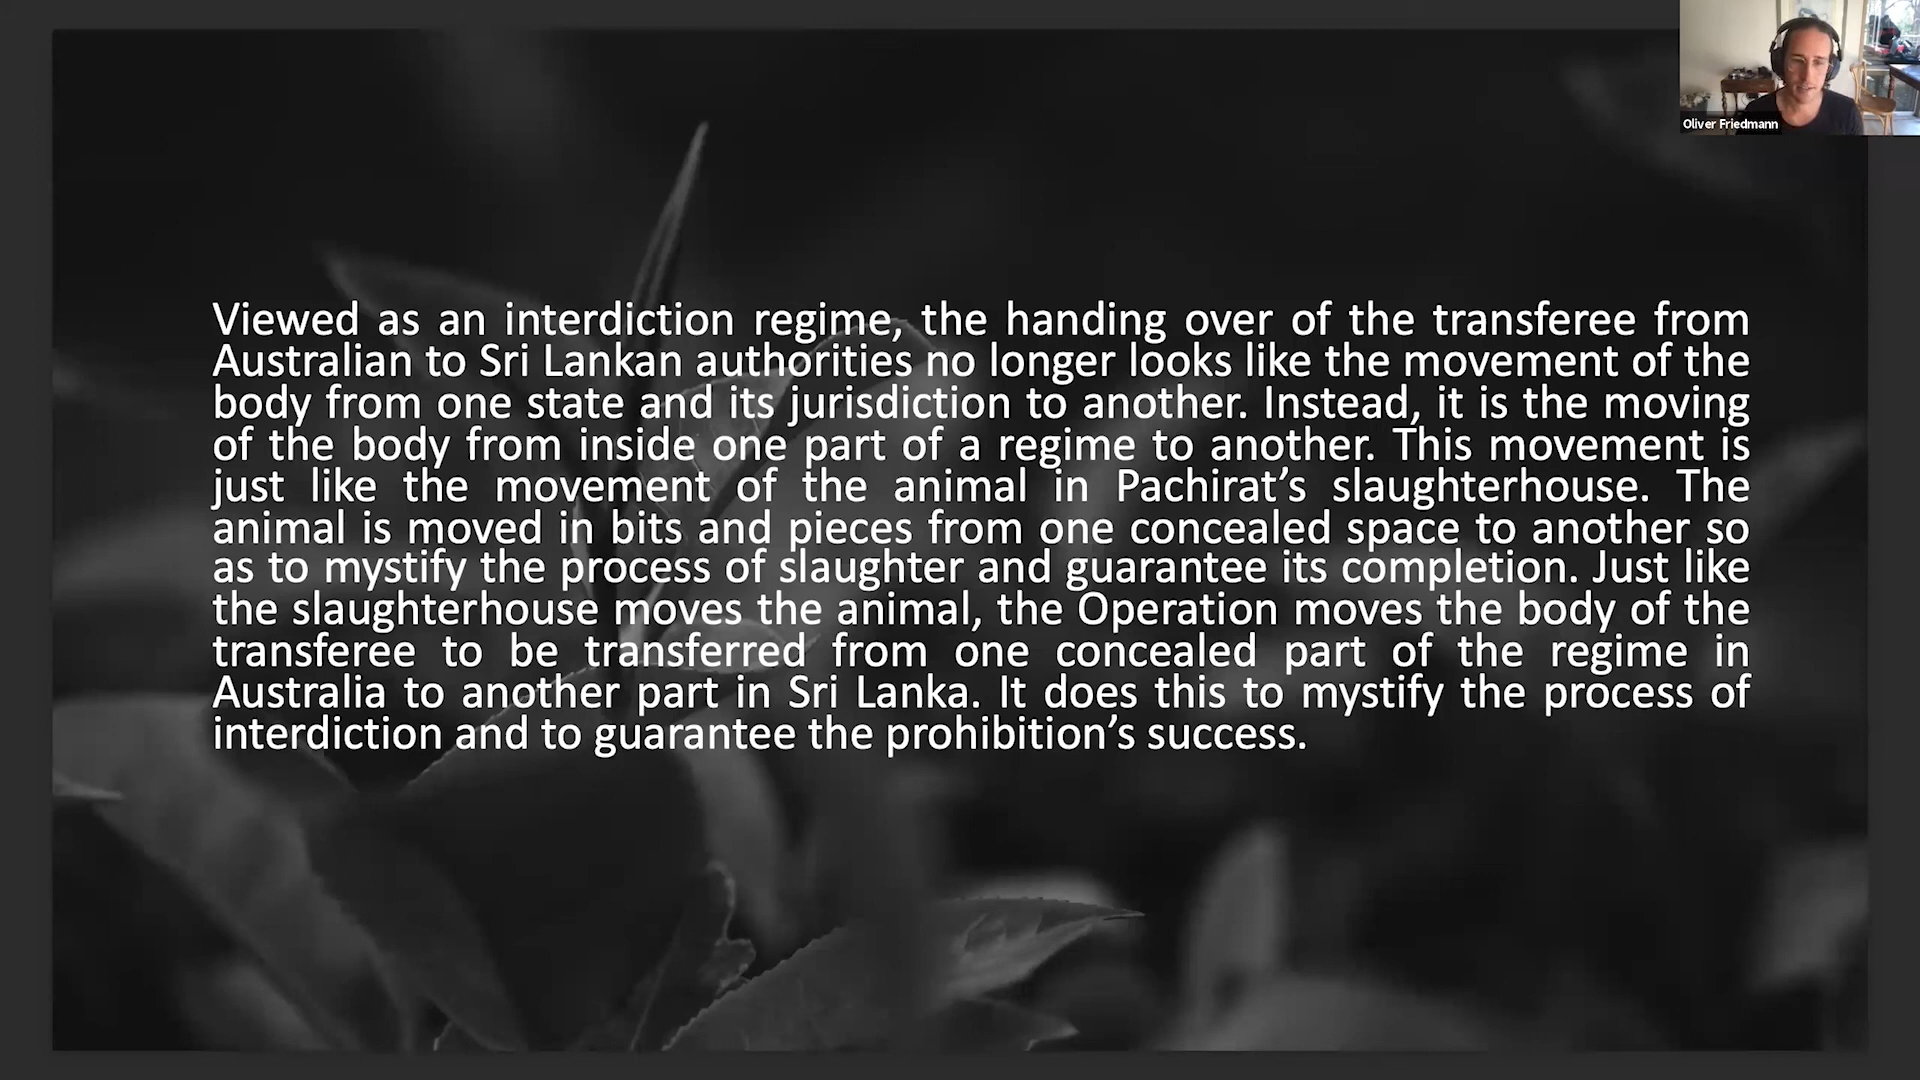 Oliver Friedmann
Viewed as an interdiction regime, the handing over of the transferee from
Australian to Sri Lankan authorities no longer looks like the movement of the
body from one state and its jurisdiction to another. Instead, it is the moving
of the body from inside one part of a regime to another. This movement is
just like the movement of the animal in Pachirat’s slaughterhouse. The
animal is moved in bits and pieces from one concealed space to another so
as to mystify the process of slaughter and guarantee its completion. Just like
the slaughterhouse moves the animal, the Operation moves the body of the
transferee to be transferred from one concealed part of the regime in
Australia to another part in Sri Lanka. It does this to mystify the process of
interdiction and to guarantee the prohibition’s success.